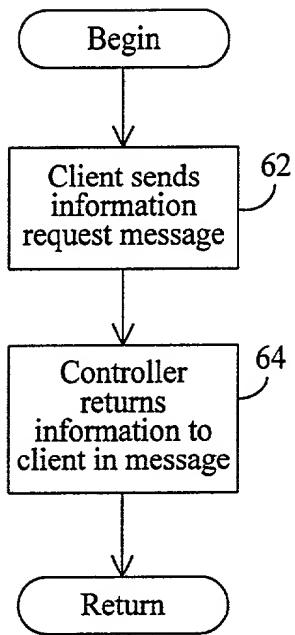 Begin
Client sends
information
request message
62
Controller
returns
information to
client in message
64
Return